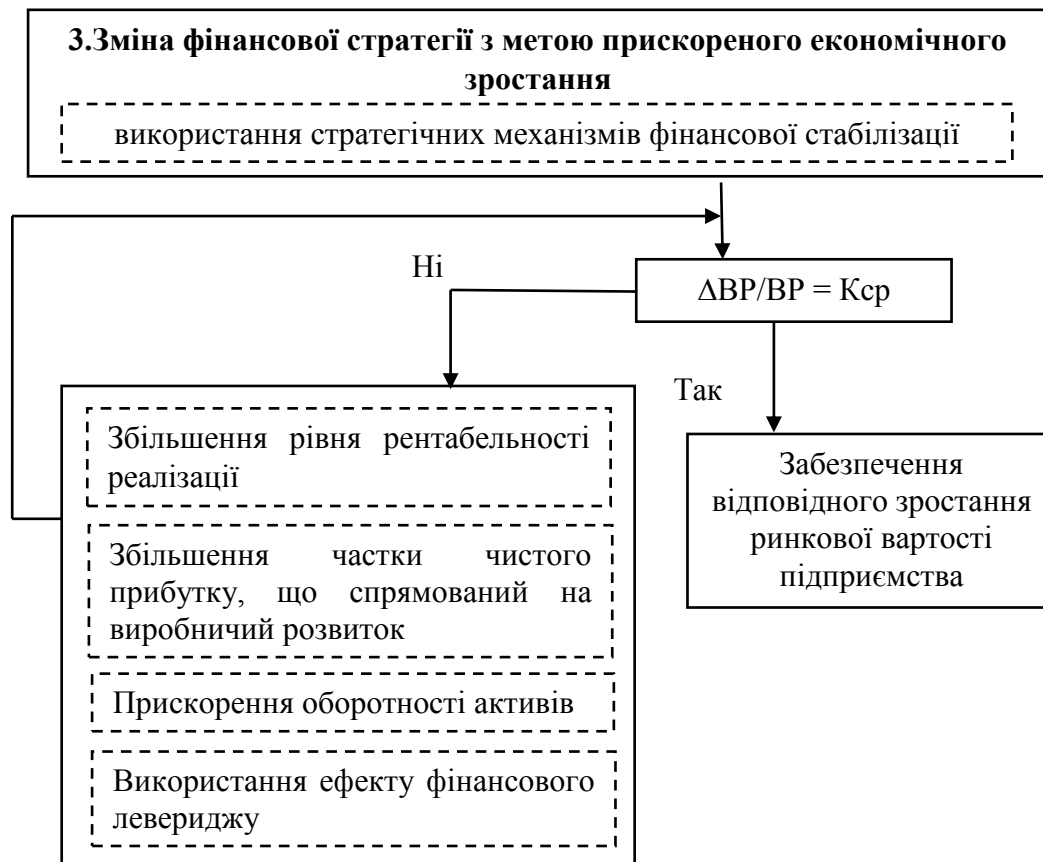 3.Зміна фінансової стратегії з метою прискореного економічного
зростання
використання стратегічних механізмів фінансової стабілізації
Ні
ΔВР/ВР = Кср
Так
Збільшення рівня рентабельності
реалізації
Збільшення частки чистого
прибутку, що спрямований на
виробничий розвиток
Прискорення оборотності активів
Використання ефекту фінансового
левериджу
Забезпечення
відповідного зростання
ринкової вартості
підприємства